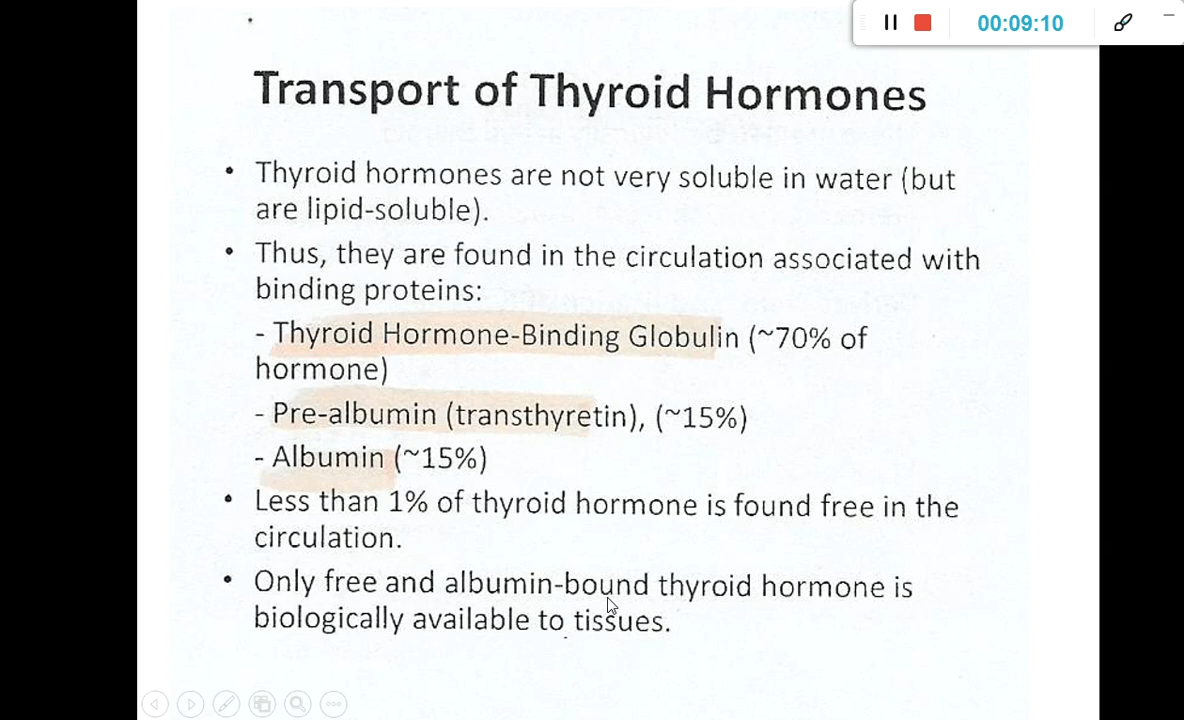 00:09:10
Transport of Thyroid Hormones
• Thyroid hormones are not very soluble in water (but
are lipid-soluble).
• Thus, they are found in the circulation associated with
binding proteins:
- Thyroid Hormone-Binding Globulin (~70% of
hormone)
- Pre-albumin (transthyretin), (~15%)
- Albumin (~15%)
• Less than 1% of thyroid hormone is found free in the
circulation.
• Only free and albumin-bound thyroid hormone is
biologically available to tissues.